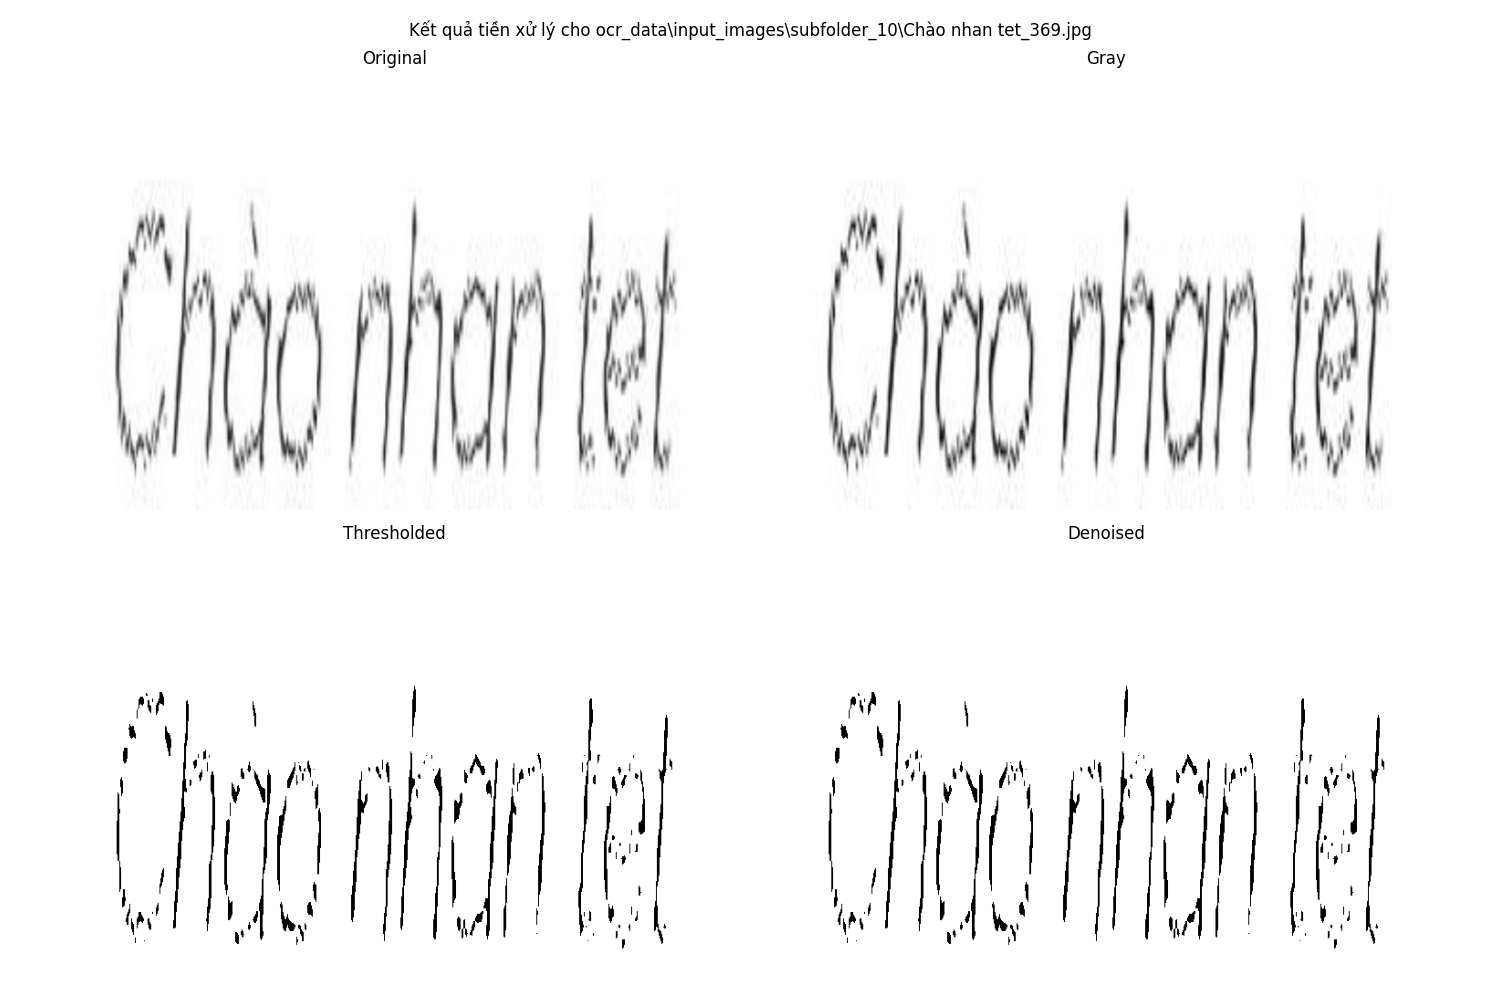 Kết quả tiền xử lý cho ocr_data\input_images\subfolder_10\Chào nhan tet_369.jpg
Original
Gray
Chào nhan tet
Chào nhan tet
Thresholded
Denoised
Chào nhan tet
Chào nhan tet